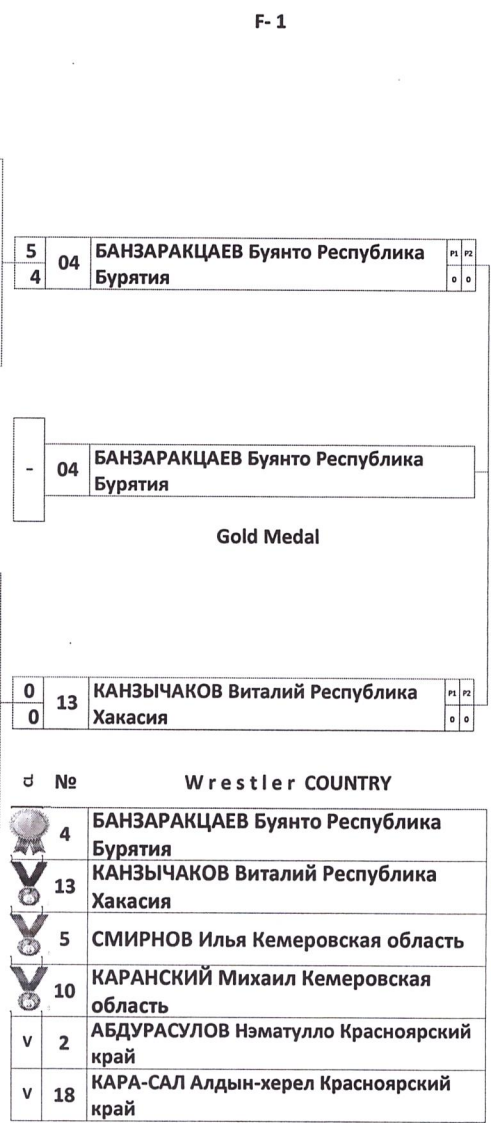 F- 1
5
4
04
БАНЗАРАКЦАЕВ Буянто Республика
Бурятия
P1 P2
0 0
-
04
БАНЗАРАКЦАЕВ Буянто Республика
Бурятия
Gold Medal
0
0
13
КАНЗЫЧАКОВ Виталий Республика
Хакасия
P1 P2
0 0
cl № Wrestler COUNTRY
4 БАНЗАРАКЦАЕВ Буянто Республика
Бурятия
13 КАНЗЫЧАКОВ Виталий Республика
Хакасия
5 СМИРНОВ Илья Кемеровская область
10 КАРАНСКИЙ Михаил Кемеровская
область
V 2 АБДУРАСУЛОВ Нэматулло Красноярский
край
V 18 КАРА-САЛ Алдын-херел Красноярский
край